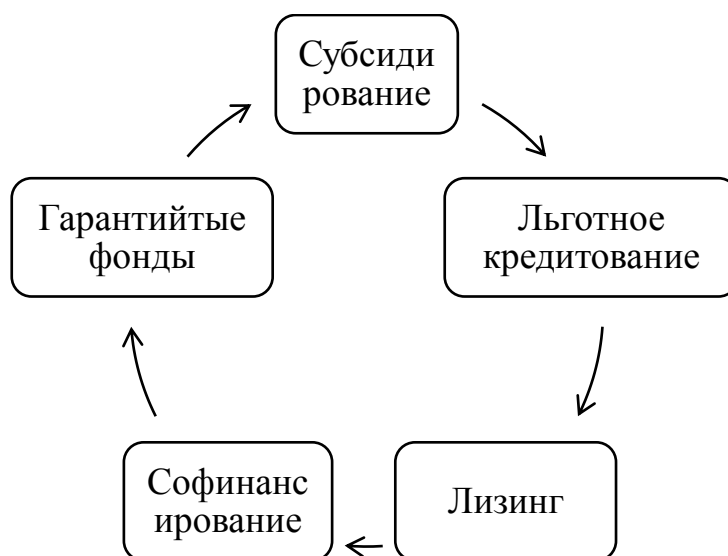 Субсиди
рование
Льготное
кредитование
Лизинг
Софинанс
ирование
Гарантийтые
фонды